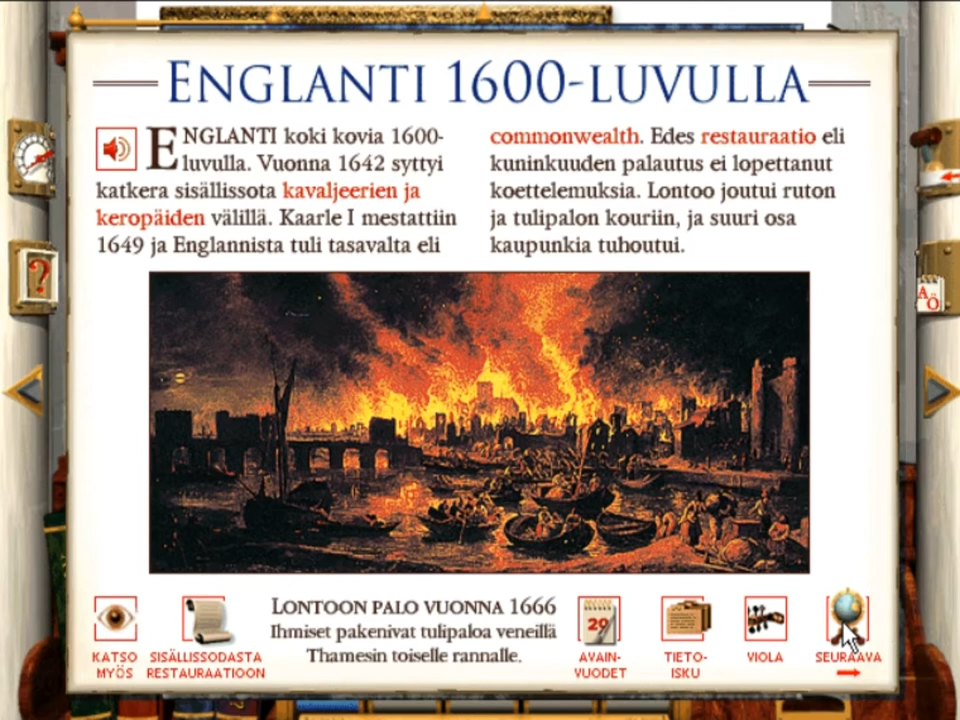 ENGLANTI 1600-LUVULLA
ENGLANTI koki kovia 1600-
luvulla. Vuonna 1642 syttyi
katkera sisällissota kavaljeerien ja
keropäiden välillä. Kaarle I mestattiin
1649 ja Englannista tuli tasavalta eli
commonwealth. Edes restauraatio eli
kuninkuuden palautus ei lopettanut
koettelemuksia. Lontoo joutui ruton
ja tulipalon kouriin, ja suuri osa
kaupunkia tuhoutui.
?
A
Ö
LONTOON PALO VUONNA 1666
Ihmiset pakenivat tulipaloa veneillä
Thamesin toiselle rannalle.
KATSO
MYÖS
SISÄLLISSODASTA
RESTAURAATIOON
29
AVAIN-
VUODET
TIETO-
ISKU
VIOLA
SEURAAVA